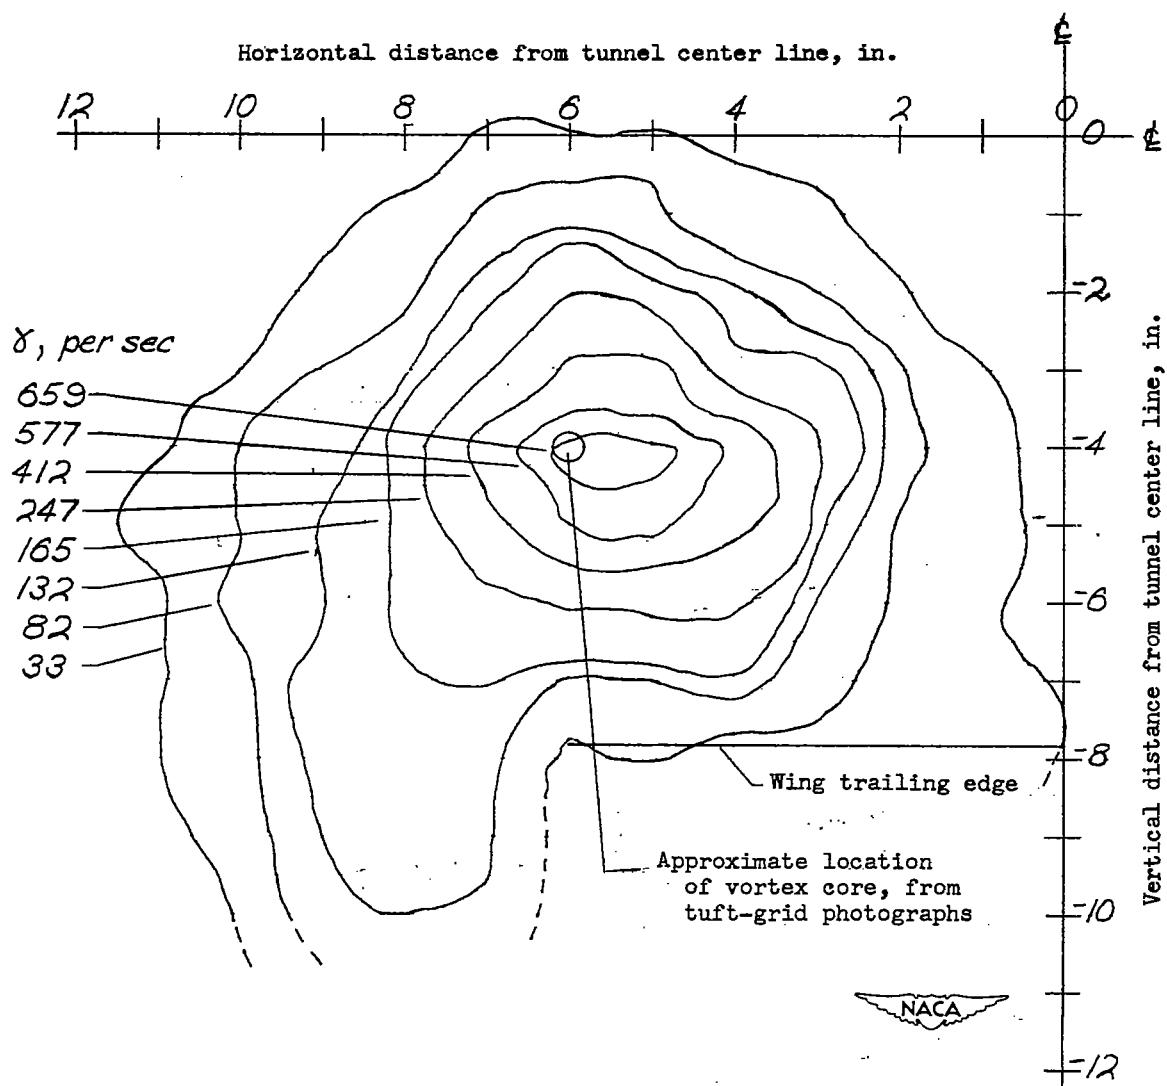 ℄
Horizontal distance from tunnel center line, in.
12 10 8 6 4 2 0
0 ℄
-2
-4
-6
-8
-10
-12
Vertical distance from tunnel center line, in.
γ, per sec
659
577
412
247
165
132
82
33
Wing trailing edge
Approximate location
of vortex core, from
tuft-grid photographs
NACA